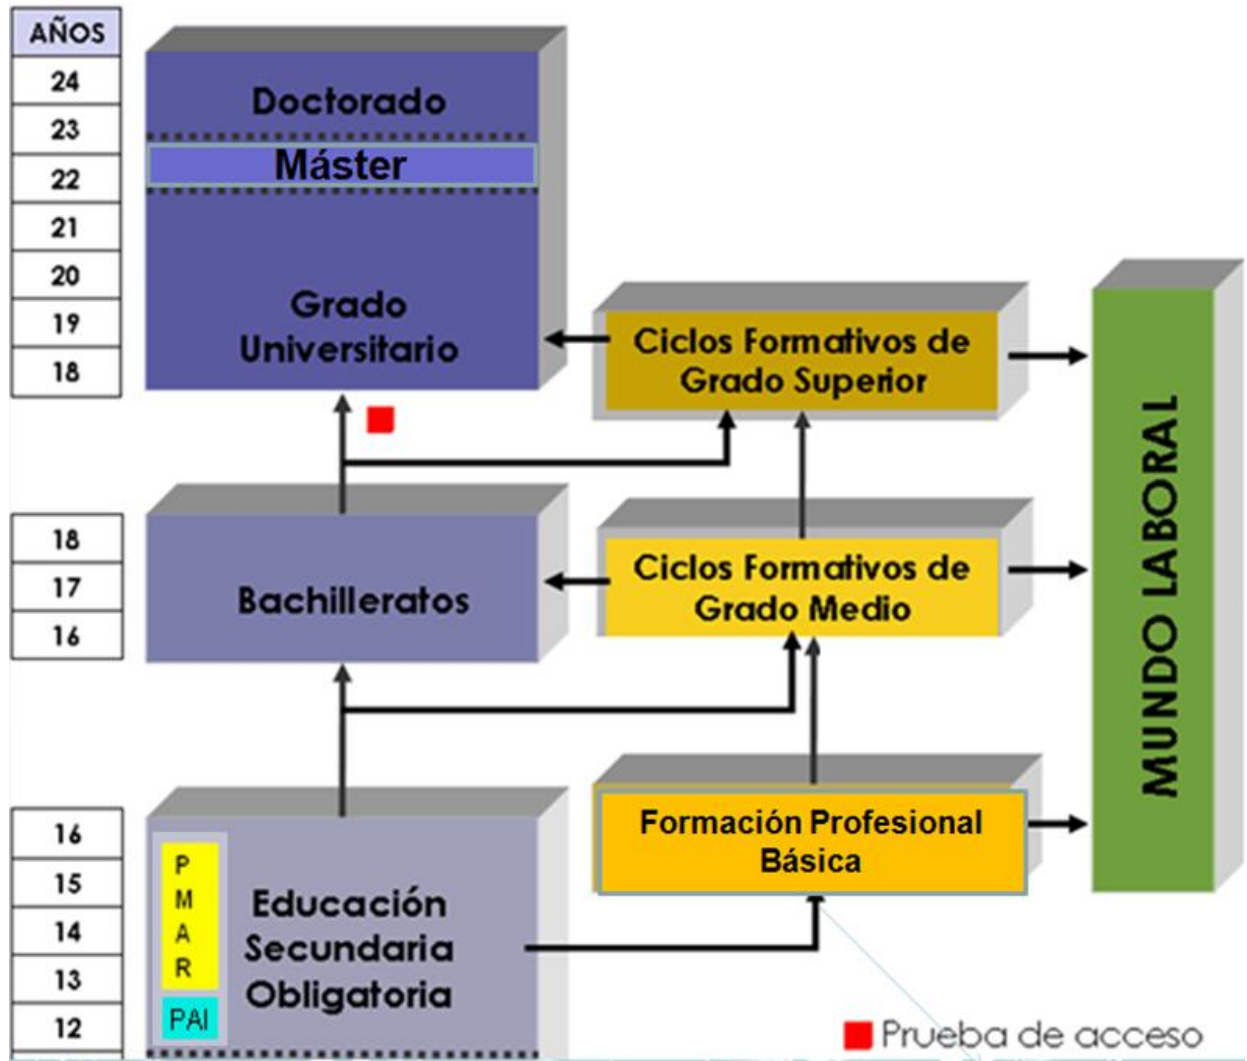 AÑOS
24
23
22
21
20
19
18
Doctorado
Máster
Grado
Universitario
Ciclos Formativos de
Grado Superior
18
17
16
Bachilleratos
Ciclos Formativos de
Grado Medio
MUNDO LABORAL
16
15
14
13
12
P
M
A
R
PAI
Educación
Secundaria
Obligatoria
Formación Profesional
Básica
Prueba de acceso